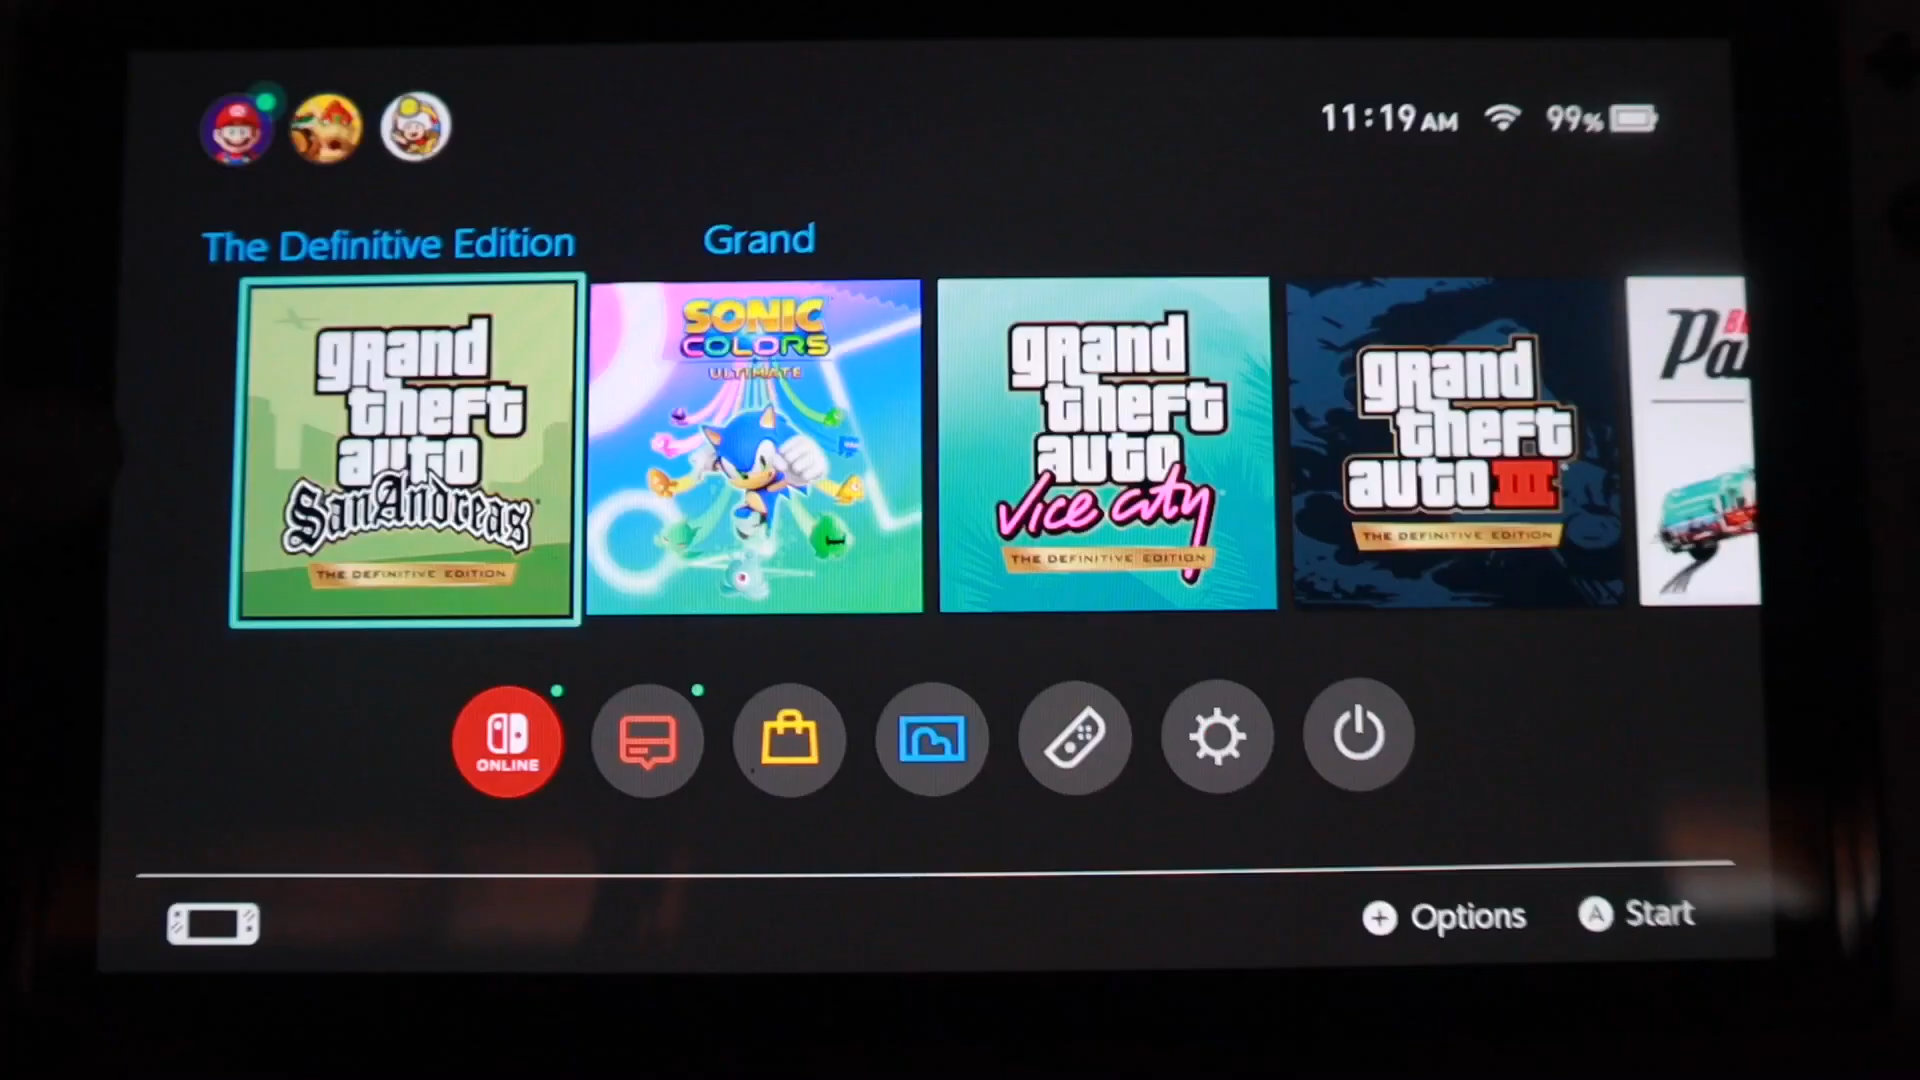 11:19 AM 99%
The Definitive Edition Grand
grand
theft
auto
San Andreas
THE DEFINITIVE EDITION
SONIC
COLORS
ULTIMATE
grand
theft
auto
vice city
THE DEFINITIVE EDITION
grand
theft
auto III
THE DEFINITIVE EDITION
ONLINE
+ Options A Start